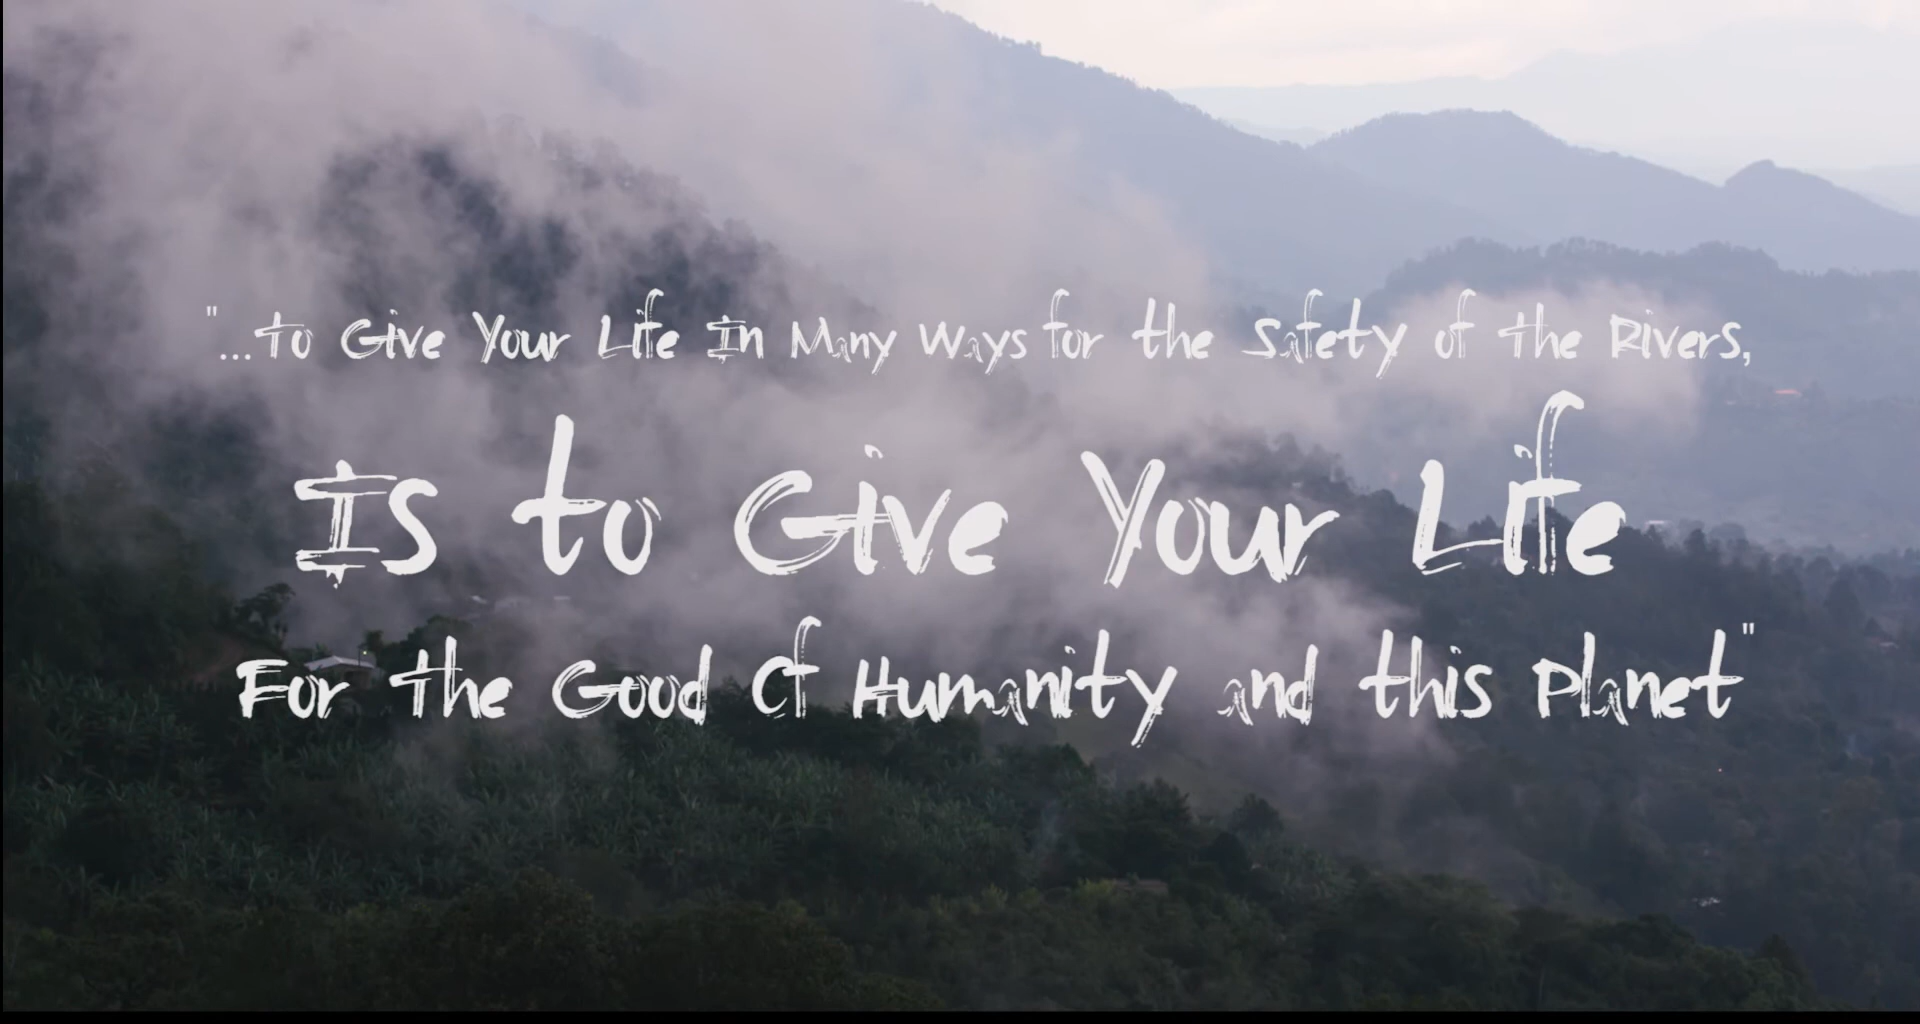 "...to Give Your Life In Many Ways for the Safety of the Rivers,
Is to Give Your Life
For the Good Of Humanity and this Planet"